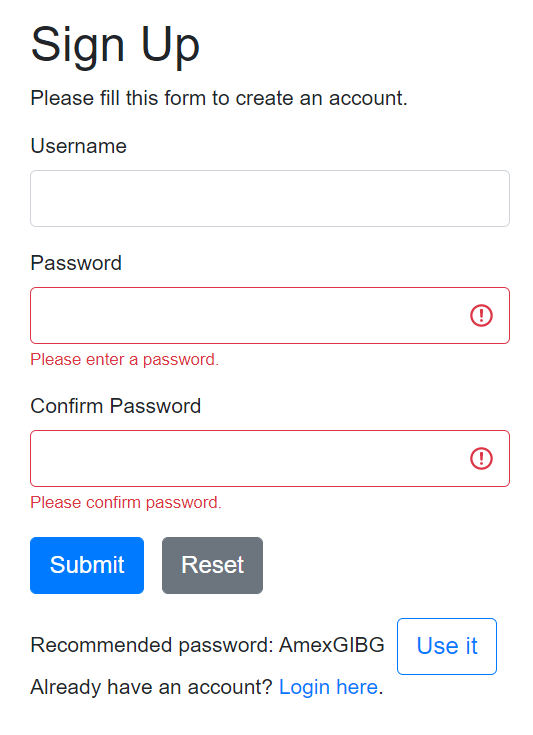 Sign Up
Please fill this form to create an account.
Username
Password
Please enter a password.
Confirm Password
Please confirm password.
Submit Reset
Recommended password: AmexGIBG Use it
Already have an account? Login here.